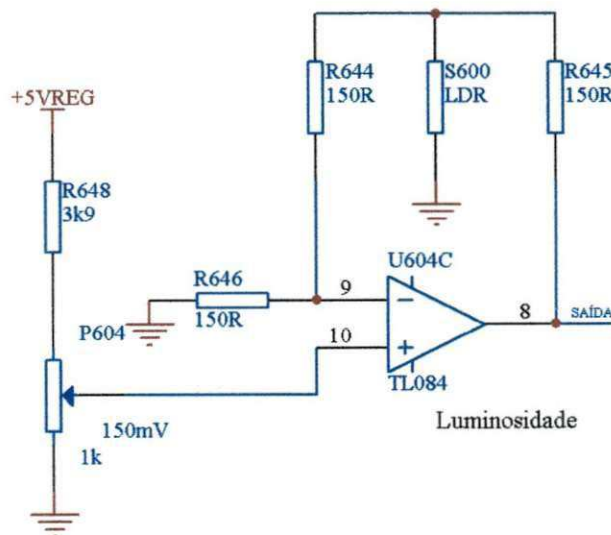 R644
150R
S600
LDR
R645
150R
+5VREG
R648
3k9
U604C
R646
150R
9
8
SAÍDA
P604
10
TL084
150mV
1k
Luminosidade